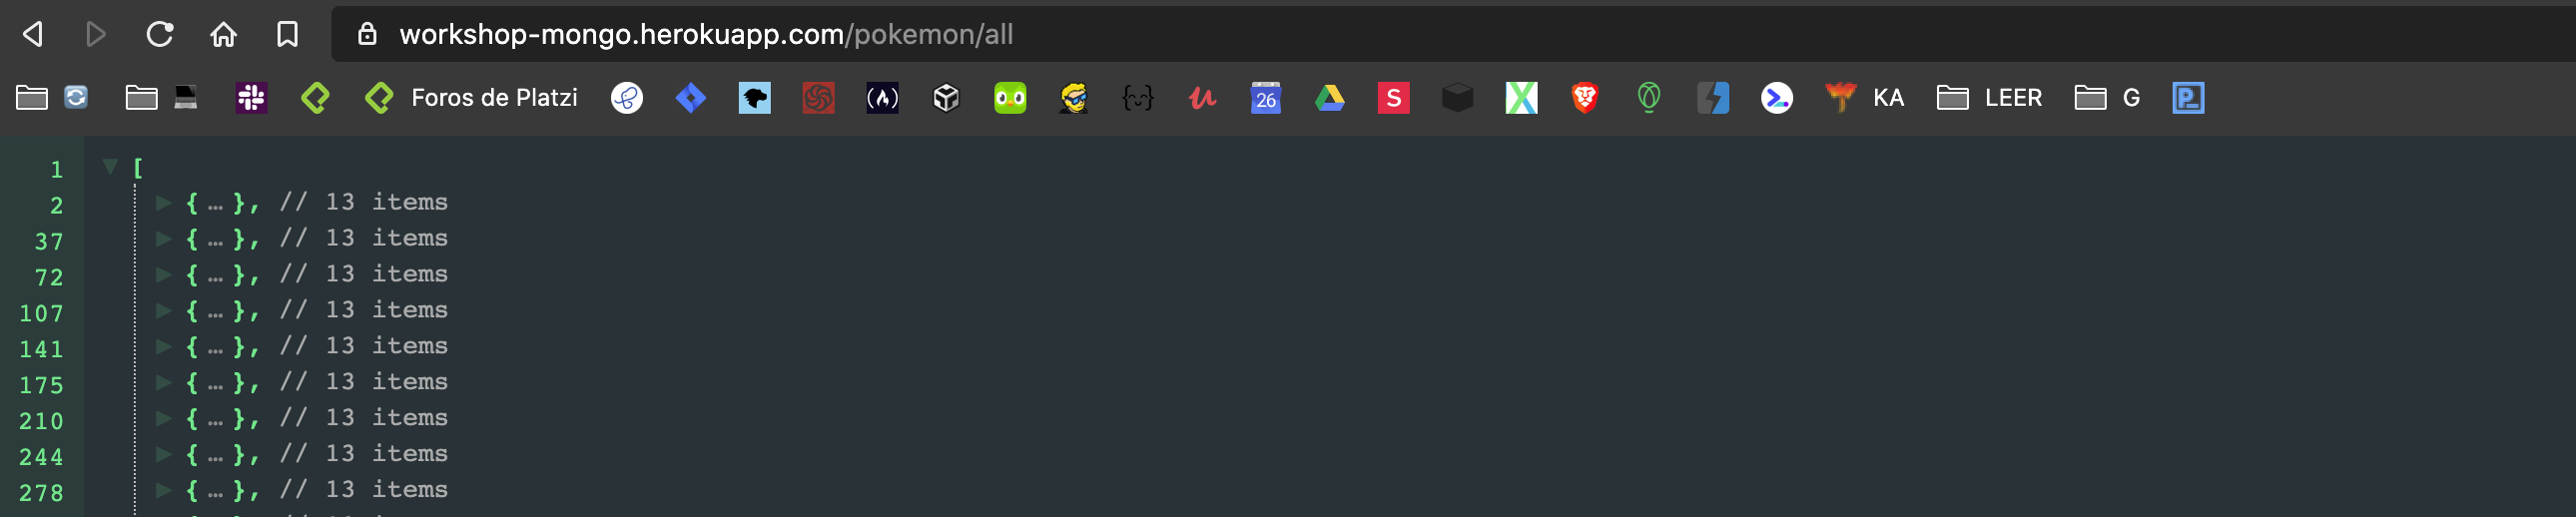 workshop-mongo.herokuapp.com/pokemon/all
Foros de Platzi 26 S KA LEER G
1 [
2 { … }, // 13 items
37 { … }, // 13 items
72 { … }, // 13 items
107 { … }, // 13 items
141 { … }, // 13 items
175 { … }, // 13 items
210 { … }, // 13 items
244 { … }, // 13 items
278 { … }, // 13 items